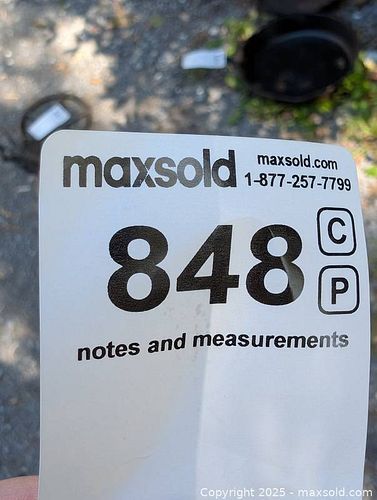 maxsold
maxsold.com
1-877-257-7799
848
C
P
notes and measurements
Copyright 2025 - maxsold.com